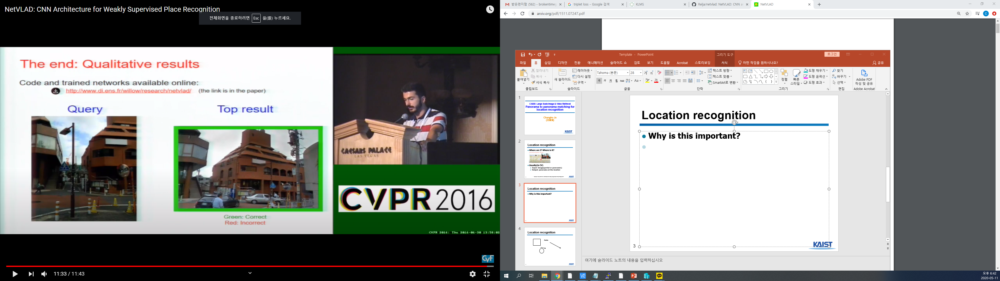 NetVLAD: CNN Architecture for Weakly Supervised Place Recognition
전체화면을 종료하려면 Esc 을(를) 누르세요.
The end: Qualitative results
Code and trained networks available online:
http://www.di.ens.fr/willow/research/netvlad/ (the link is in the paper)
Query
Top result
Green: Correct
Red: Incorrect
CAESARS PALACE
LAS VEGAS
CVPR 2016
CVPR 2016: Thu 2016-06-30 13:58:02
CVF
11:33 / 11:43
받은편지함 (562) - brokentime
triplet loss - Google 검색
KLMS
Relja/netvlad: NetVLAD: CNN a
NetVLAD
arxiv.org/pdf/1511.07247.pdf
Template - PowerPoint
그리기 도구
로그인
파일 홈 삽입 디자인 전환 애니메이션 슬라이드 쇼 검토 보기 도움말 Acrobat 스토리보딩 서식 어떤 작업을 원하시나요? 공유
붙여넣기
잘라내기
복사
서식 복사
클립보드
새 슬라이드
레이아웃
다시 설정
구역
슬라이드
Tahoma (본문) 28
가 가 가 S abc 간 Aa 가
글꼴
텍스트 방향
텍스트 맞춤
SmartArt로 변환
단락
정렬
빠른 스타일
도형 채우기
도형 윤곽선
도형 효과
그리기
찾기
바꾸기
선택
편집
Adobe PDF
작성 및 공유
Adobe Acrobat
1
CS688: Large-Scale Image & Video Retrieval
Panorama to panorama matching for
location recognition
Changho Jo
(조창호)
KAIST
2
Location recognition
Where am I? Where is it?
Usually(in CV)
Input: Image(partial or panoramic)
Output: panorama at the location
KAIST
3
Location recognition
Why is this important?
KAIST
4
Location recognition
Hello
KAIST
Location recognition
Why is this important?
3
KAIST
여기에 슬라이드 노트의 내용을 입력하십시오
TALK
오후 6:42
2020-05-11